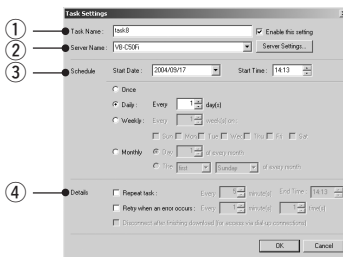 Task Settings
① Task Name : task8 Enable this setting
② Server Name : VB-C50Fi Server Settings...
③ Schedule Start Date : 2004/09/17 Start Time : 14:13
Once
Daily : Every 1 day(s)
Weekly : Every 1 week(s) on:
Sun Mon Tue Wed Thu Fri Sat
Monthly Day 1 of every month
The first Sunday of every month
④ Details Repeat task : Every 5 minute(s) End Time 14:13
Retry when an error occurs : Every 1 minute(s) 1 time(s)
Disconnect after finishing download (for access via dial-up connections)
OK Cancel